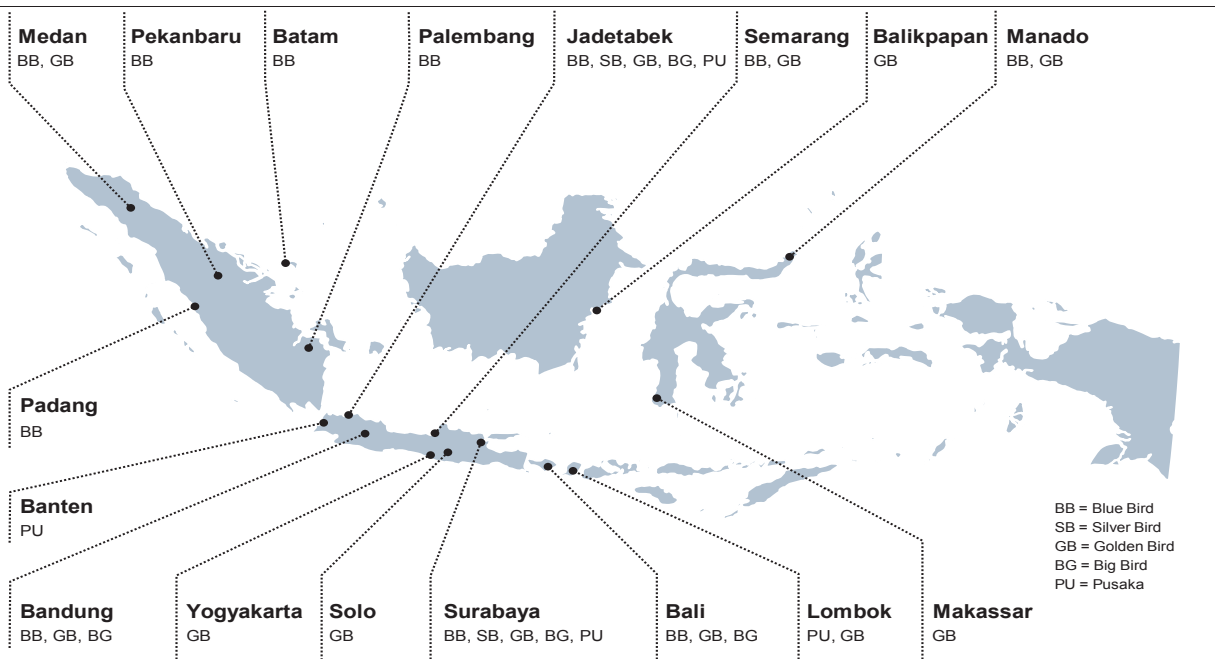 Medan
BB, GB
Pekanbaru
BB
Batam
BB
Palembang
BB
Jadetabek
BB, SB, GB, BG, PU
Semarang
BB, GB
Balikpapan
GB
Manado
BB, GB
Padang
BB
Banten
PU
Bandung
BB, GB, BG
Yogyakarta
GB
Solo
GB
Surabaya
BB, SB, GB, BG, PU
Bali
BB, GB, BG
Lombok
PU, GB
Makassar
GB
BB = Blue Bird
SB = Silver Bird
GB = Golden Bird
BG = Big Bird
PU = Pusaka